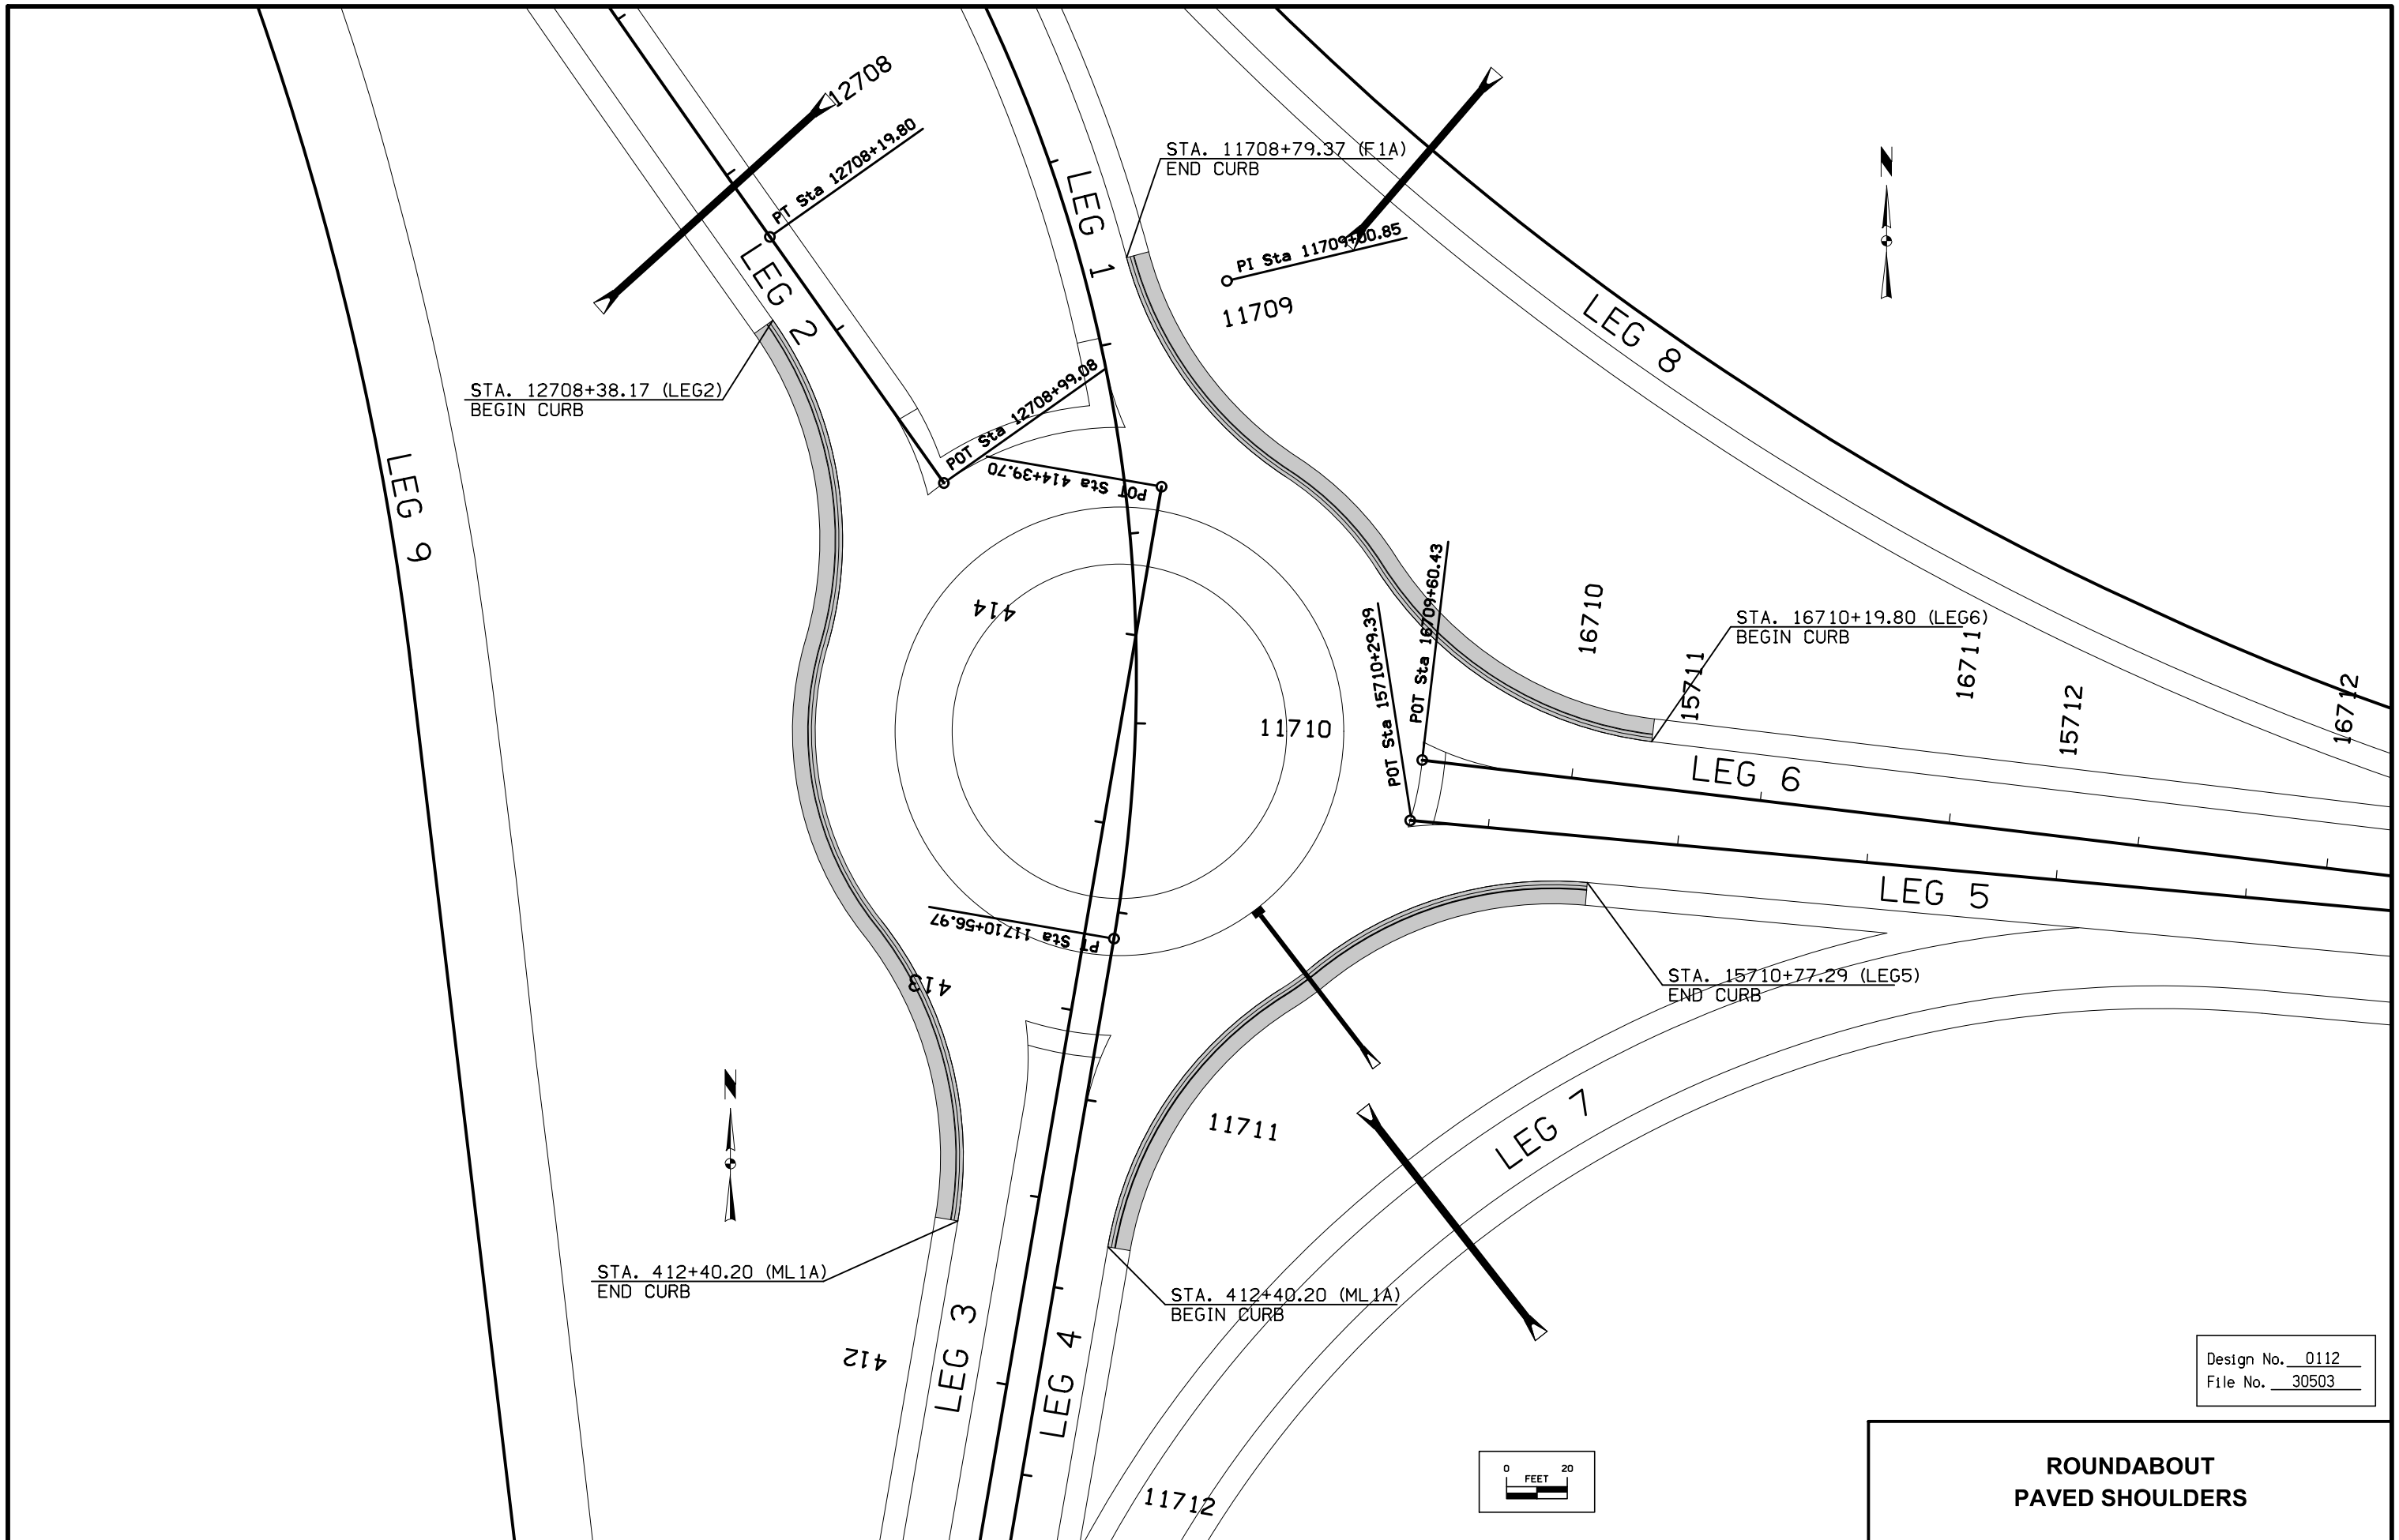 12708
PT Sta 12708+19.80
LEG 2
LEG 1
STA. 11708+79.37 (F1A)
END CURB
PI Sta 11709+00.85
11709
N
LEG 8
STA. 12708+38.17 (LEG2)
BEGIN CURB
POT Sta 12708+99.08
POT Sta 414+39.70
LEG 9
414
11710
POT Sta 15710+29.39
POT Sta 16709+60.43
16710
STA. 16710+19.80 (LEG6)
BEGIN CURB
15711
16711
15712
16712
LEG 6
LEG 5
PT Sta 11710+56.97
413
STA. 15710+77.29 (LEG5)
END CURB
N
11711
LEG 7
STA. 412+40.20 (ML1A)
END CURB
STA. 412+40.20 (ML1A)
BEGIN CURB
412
LEG 3
LEG 4
11712
0 20
FEET
Design No. 0112
File No. 30503
ROUNDABOUT
PAVED SHOULDERS